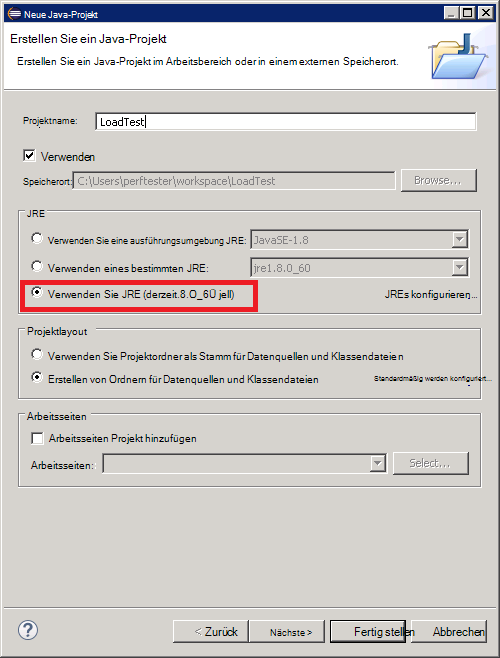 Neue Java-Projekt
Erstellen Sie ein Java-Projekt
Erstellen Sie ein Java-Projekt im Arbeitsbereich oder in einem externen Speicherort.
Projektname: LoadTest
Verwenden
Speicherort: C:\Users\perftester\workspace\LoadTest Browse...
JRE
Verwenden Sie eine ausführungsumgebung JRE: JavaSE-1.8
Verwenden eines bestimmten JRE: jre1.8.0_60
Verwenden Sie JRE (derzeit.8.O_6Ü jell) JREs konfigurieren...
Projektlayout
Verwenden Sie Projektordner als Stamm für Datenquellen und Klassendateien
Erstellen von Ordnern für Datenquellen und Klassendateien Standardmäßig werden konfiguriert...
Arbeitsseiten
Arbeitsseiten Projekt hinzufügen
Arbeitsseiten: Select...
< Zurück Nächste > Fertig stellen Abbrechen